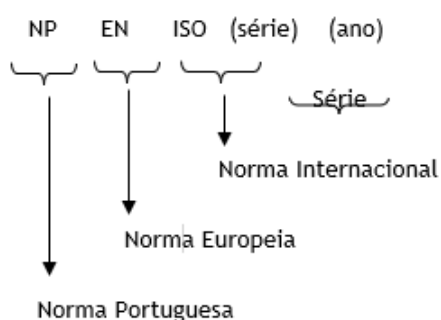 NP EN ISO (série) (ano)
Série
Norma Internacional
Norma Europeia
Norma Portuguesa